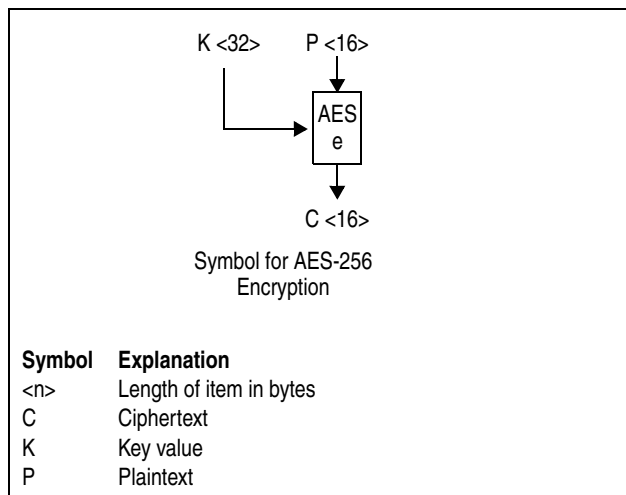 K <32> P <16>
AES
e
C <16>
Symbol for AES-256
Encryption
Symbol Explanation
<n> Length of item in bytes
C Ciphertext
K Key value
P Plaintext